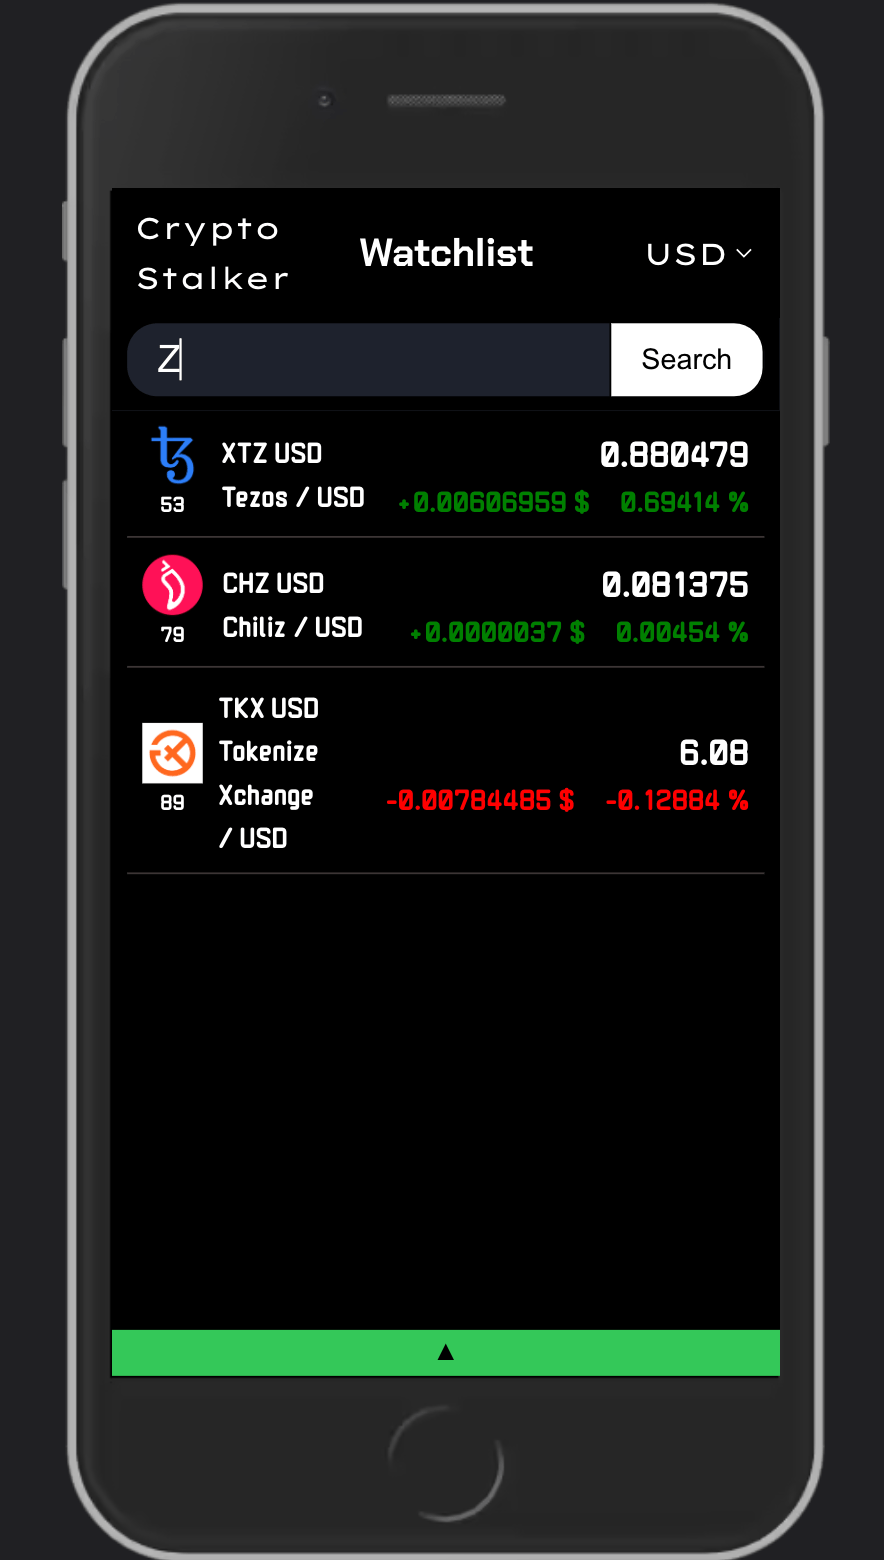 Crypto
Stalker
Watchlist
USD
Z
Search
XTZ USD
0.880479
53
Tezos / USD
+0.00606959 $ 0.69414 %
CHZ USD
0.081375
79
Chiliz / USD
+0.0000037 $ 0.00454 %
TKX USD
Tokenize
Xchange
/ USD
6.08
89
-0.00784485 $ -0.12884 %
▲